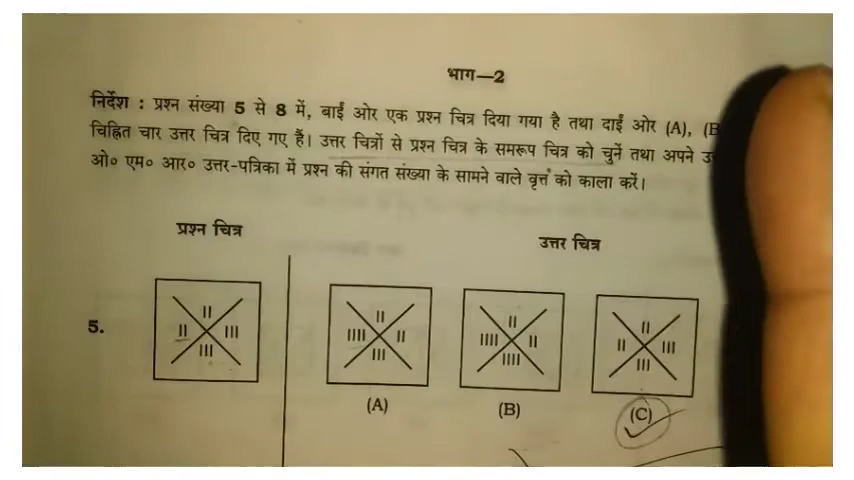 भाग—2
निर्देश : प्रश्न संख्या 5 से 8 में, बाईं ओर एक प्रश्न चित्र दिया गया है तथा दाईं ओर (A), (B
चिह्नित चार उत्तर चित्र दिए गए हैं। उत्तर चित्रों से प्रश्न चित्र के समरूप चित्र को चुनें तथा अपने
ओ० एम० आर० उत्तर-पत्रिका में प्रश्न की संगत संख्या के सामने वाले वृत्त को काला करें।
प्रश्न चित्र
उत्तर चित्र
5.
(A)
(B)
(C)